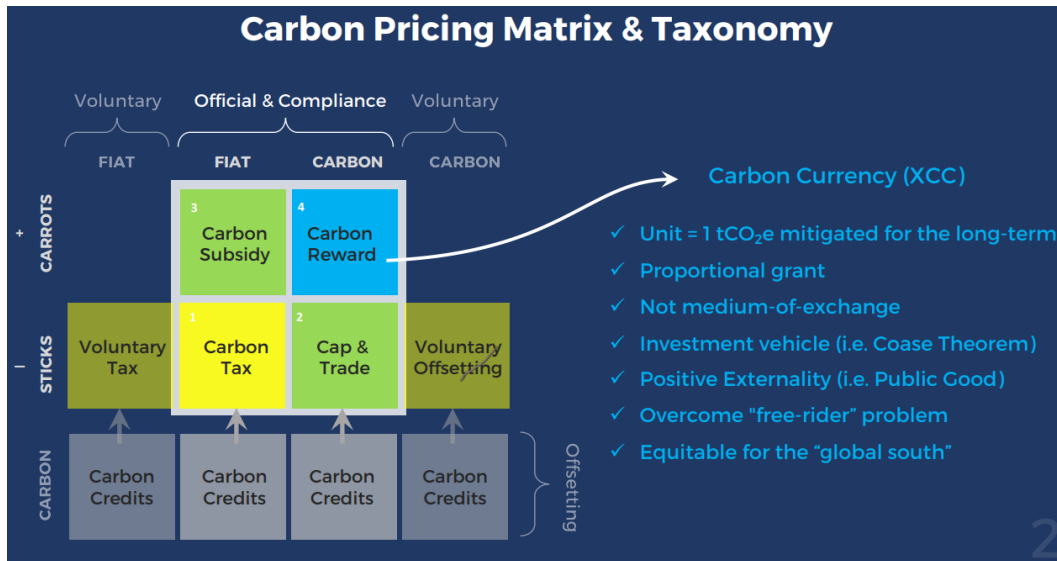 Carbon Pricing Matrix & Taxonomy
Voluntary
Official & Compliance
Voluntary
FIAT
FIAT
CARBON
CARBON
+
CARROTS
3
Carbon
Subsidy
4
Carbon
Reward
–
STICKS
Voluntary
Tax
1
Carbon
Tax
2
Cap &
Trade
Voluntary
Offsetting
CARBON
Carbon
Credits
Carbon
Credits
Carbon
Credits
Carbon
Credits
Offsetting
Carbon Currency (XCC)
✓ Unit = 1 tCO₂e mitigated for the long-term
✓ Proportional grant
✓ Not medium-of-exchange
✓ Investment vehicle (i.e. Coase Theorem)
✓ Positive Externality (i.e. Public Good)
✓ Overcome "free-rider” problem
✓ Equitable for the “global south”
2